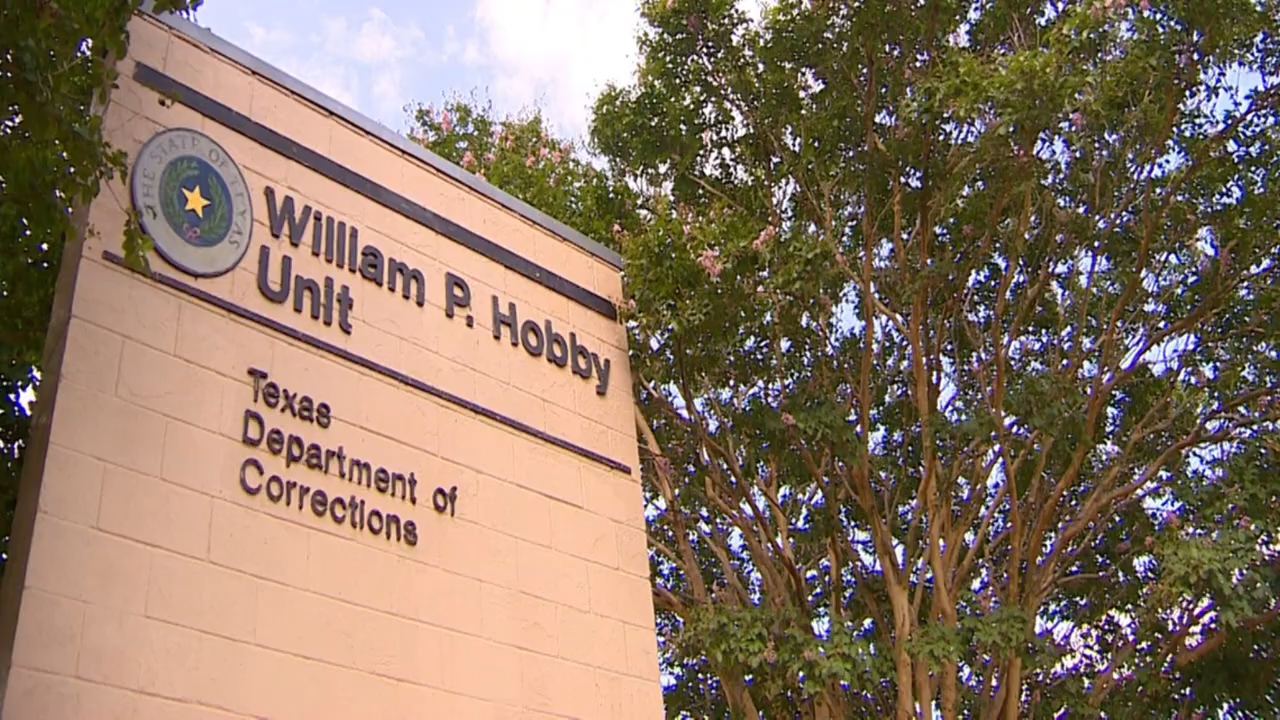 THE STATE OF TEXAS
William P. Hobby
Unit
Texas
Department of
Corrections